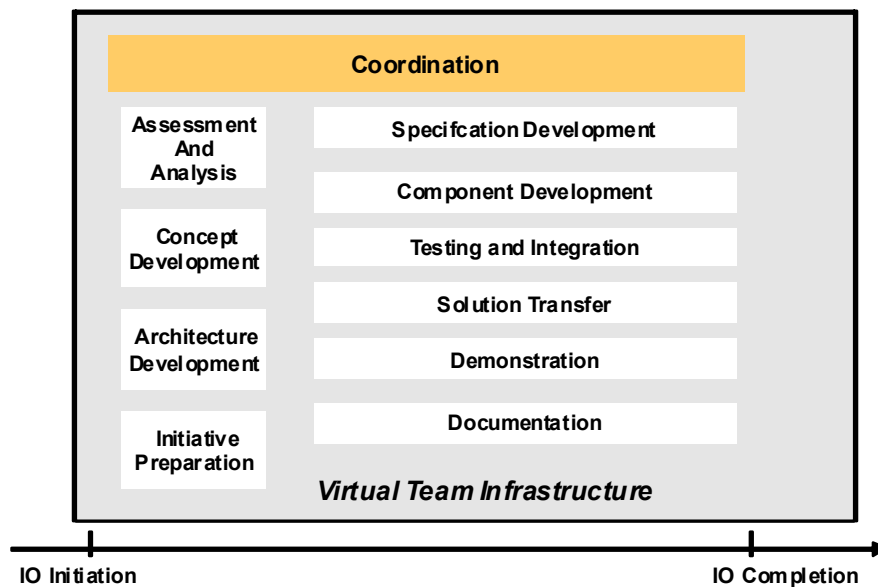 Coordination
Assessment
And
Analysis
Concept
Development
Architecture
Development
Initiative
Preparation
Specifcation Development
Component Development
Testing and Integration
Solution Transfer
Demonstration
Documentation
Virtual Team Infrastructure
IO Initiation
IO Completion